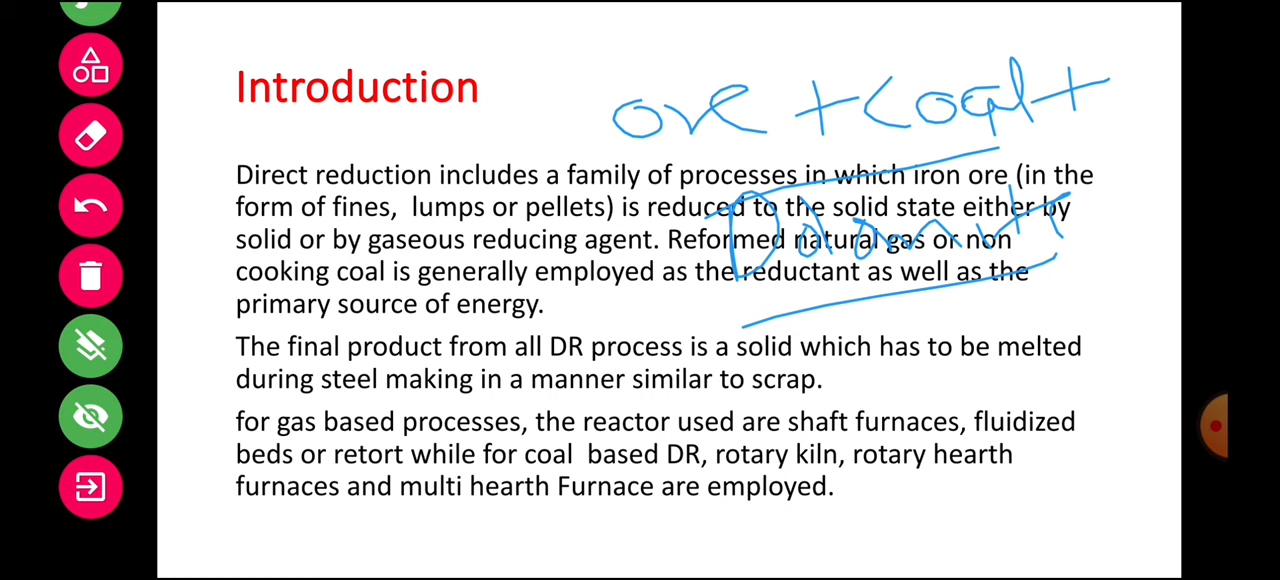 Introduction
ore + coal +
Direct reduction includes a family of processes in which iron ore (in the
form of fines, lumps or pellets) is reduced to the solid state either by
solid or by gaseous reducing agent. Reformed natural gas or non
cooking coal is generally employed as the reductant as well as the
primary source of energy.
The final product from all DR process is a solid which has to be melted
during steel making in a manner similar to scrap.
for gas based processes, the reactor used are shaft furnaces, fluidized
beds or retort while for coal based DR, rotary kiln, rotary hearth
furnaces and multi hearth Furnace are employed.